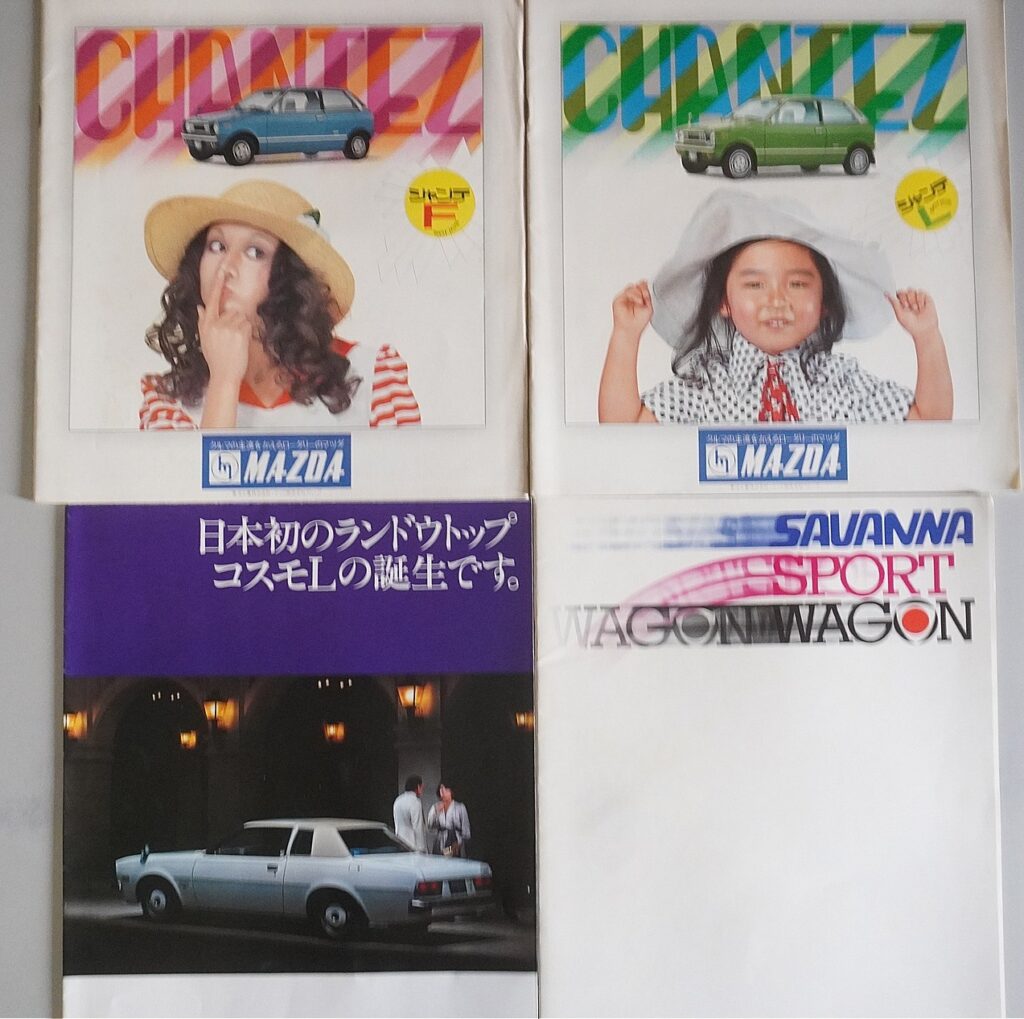 CHANTEZ
シャンテ
F
MAZDA
CHANTEZ
シャンテ
L
MAZDA
日本初のランドウトップ
コスモLの誕生です。
SAVANNA
SPORT
WAGON WAGON